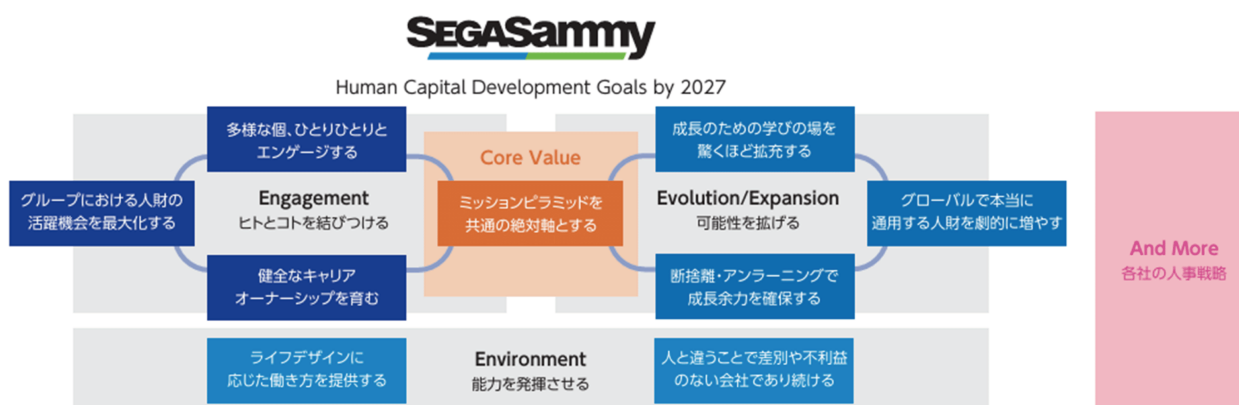 SEGASammy
Human Capital Development Goals by 2027
多様な個、ひとりひとりと
エンゲージする
グループにおける人財の
活躍機会を最大化する
Engagement
ヒトとコトを結びつける
健全なキャリア
オーナーシップを育む
Core Value
ミッションピラミッドを
共通の絶対軸とする
成長のための学びの場を
驚くほど拡充する
Evolution/Expansion
可能性を拡げる
断捨離・アンラーニングで
成長余力を確保する
グローバルで本当に
通用する人財を劇的に増やす
ライフデザインに
応じた働き方を提供する
Environment
能力を発揮させる
人と違うことで差別や不利益
のない会社であり続ける
And More
各社の人事戦略